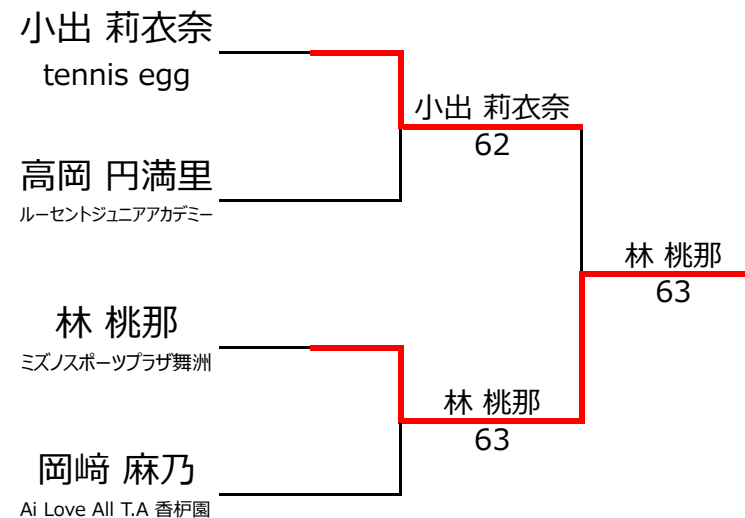 小出 莉衣奈
tennis egg
小出 莉衣奈
62
高岡 円満里
ルーセントジュニアアカデミー
林 桃那
63
林 桃那
ミズノスポーツプラザ舞洲
林 桃那
63
岡﨑 麻乃
Ai Love All T.A 香枦園